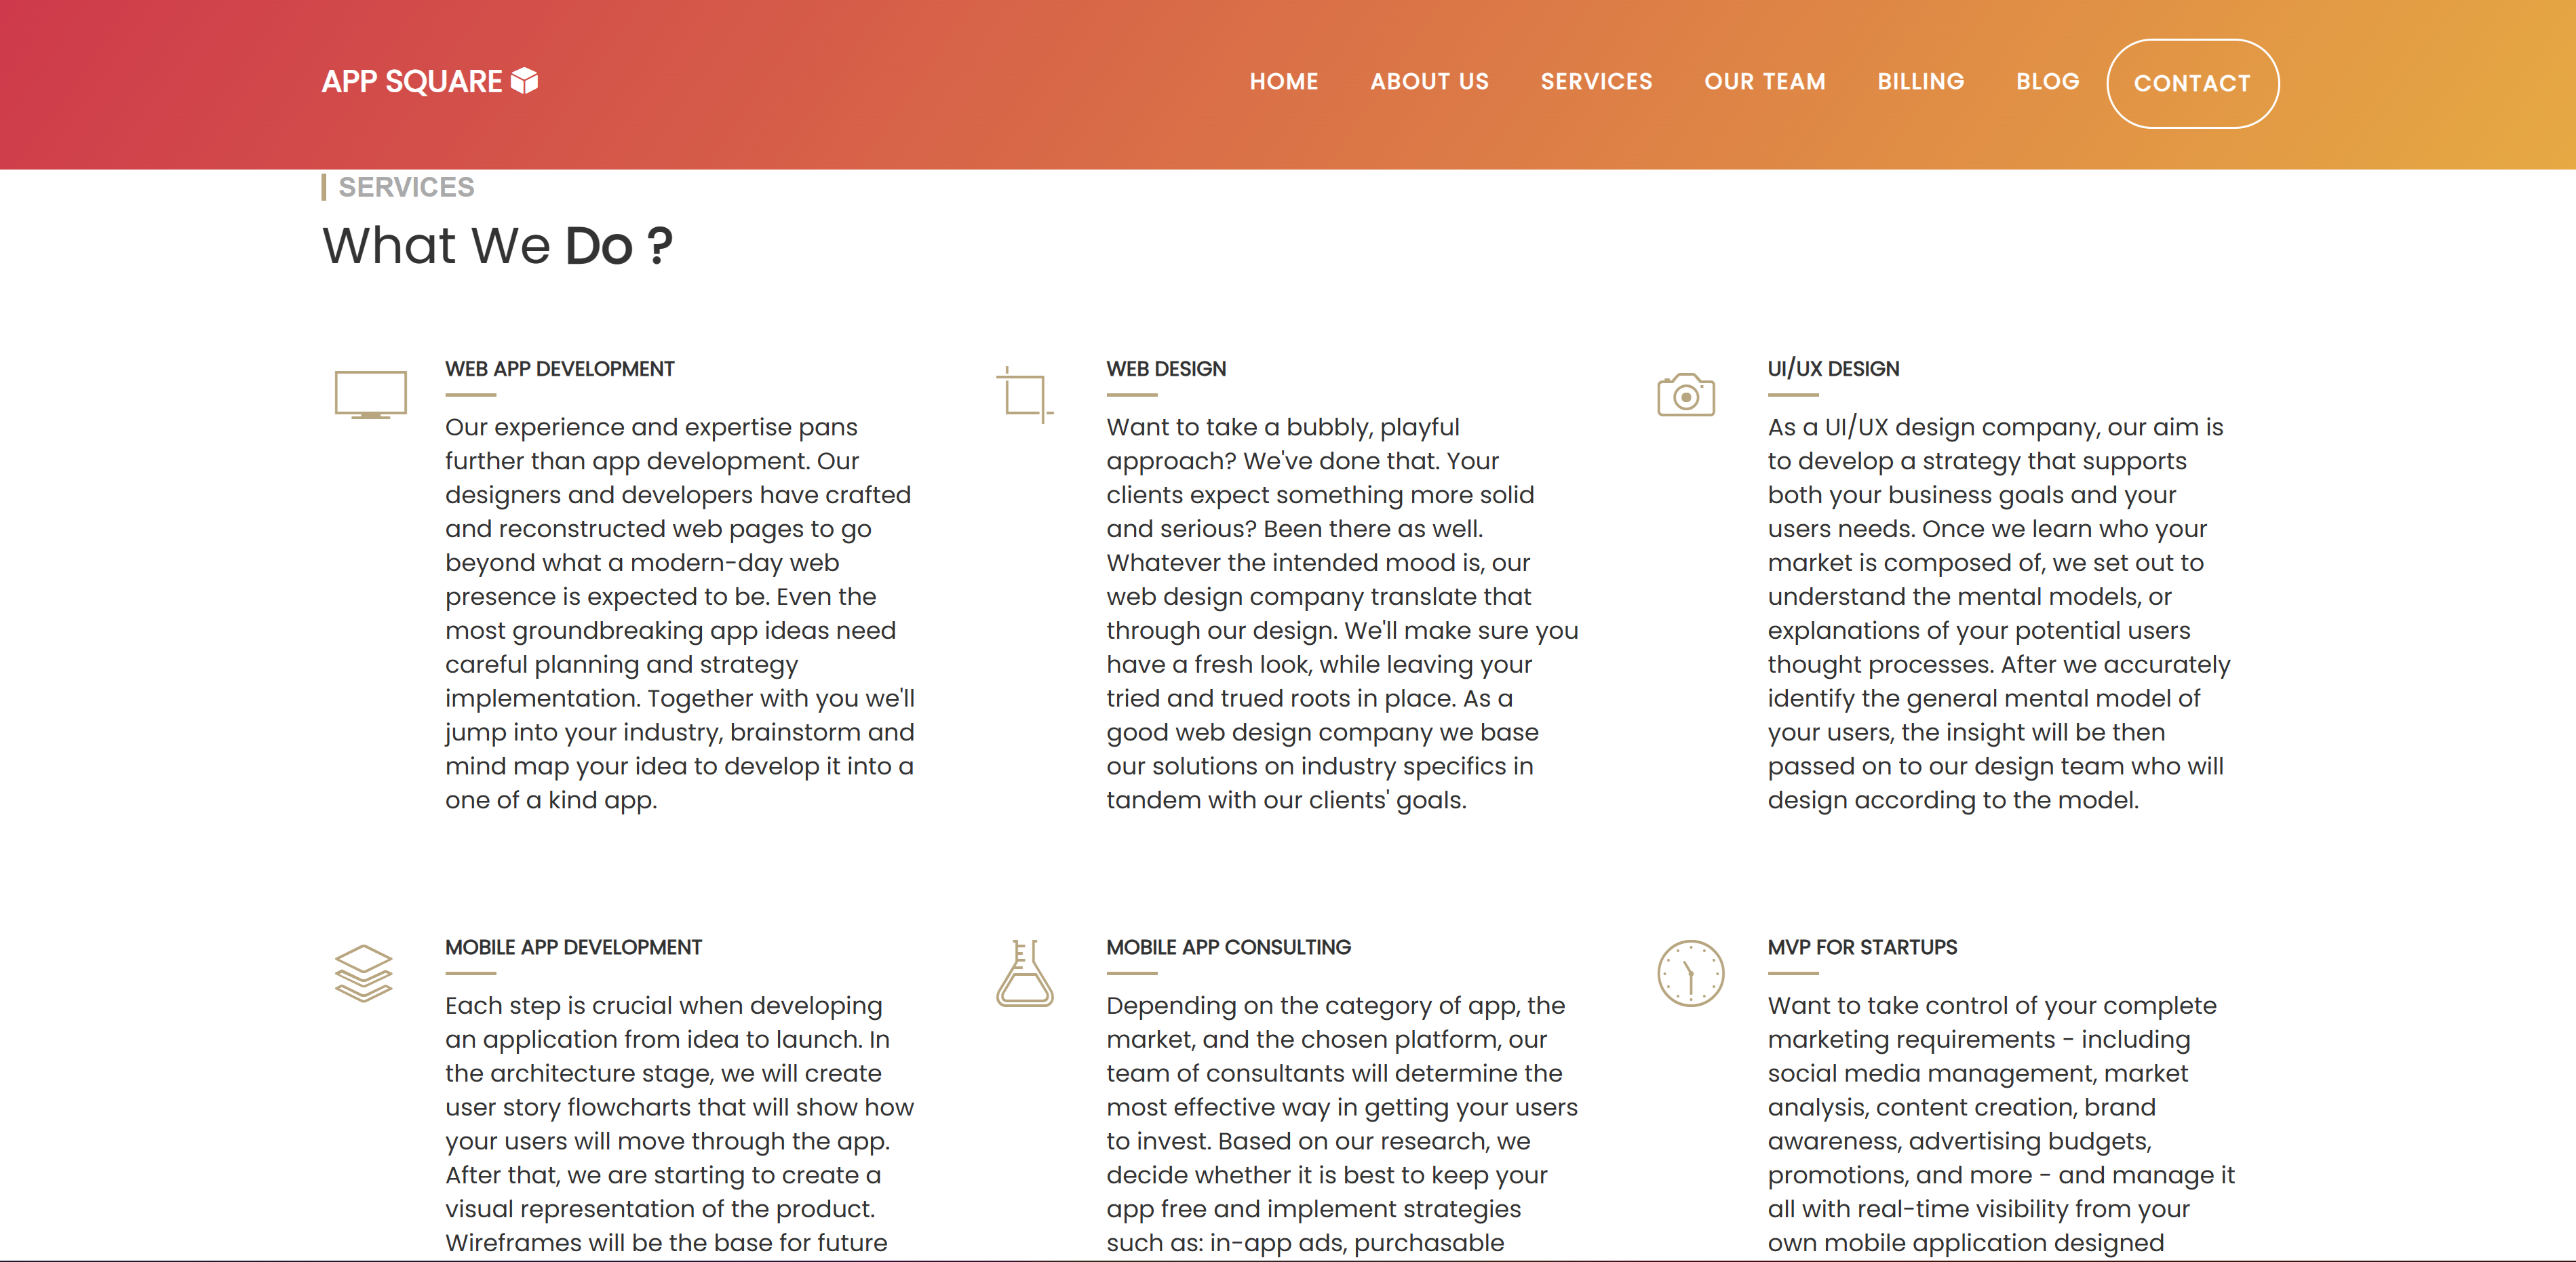 APP SQUARE
HOME ABOUT US SERVICES OUR TEAM BILLING BLOG CONTACT
SERVICES
What We Do ?
WEB APP DEVELOPMENT
Our experience and expertise pans
further than app development. Our
designers and developers have crafted
and reconstructed web pages to go
beyond what a modern-day web
presence is expected to be. Even the
most groundbreaking app ideas need
careful planning and strategy
implementation. Together with you we'll
jump into your industry, brainstorm and
mind map your idea to develop it into a
one of a kind app.
WEB DESIGN
Want to take a bubbly, playful
approach? We've done that. Your
clients expect something more solid
and serious? Been there as well.
Whatever the intended mood is, our
web design company translate that
through our design. We'll make sure you
have a fresh look, while leaving your
tried and trued roots in place. As a
good web design company we base
our solutions on industry specifics in
tandem with our clients' goals.
UI/UX DESIGN
As a UI/UX design company, our aim is
to develop a strategy that supports
both your business goals and your
users needs. Once we learn who your
market is composed of, we set out to
understand the mental models, or
explanations of your potential users
thought processes. After we accurately
identify the general mental model of
your users, the insight will be then
passed on to our design team who will
design according to the model.
MOBILE APP DEVELOPMENT
Each step is crucial when developing
an application from idea to launch. In
the architecture stage, we will create
user story flowcharts that will show how
your users will move through the app.
After that, we are starting to create a
visual representation of the product.
Wireframes will be the base for future
MOBILE APP CONSULTING
Depending on the category of app, the
market, and the chosen platform, our
team of consultants will determine the
most effective way in getting your users
to invest. Based on our research, we
decide whether it is best to keep your
app free and implement strategies
such as: in-app ads, purchasable
MVP FOR STARTUPS
Want to take control of your complete
marketing requirements - including
social media management, market
analysis, content creation, brand
awareness, advertising budgets,
promotions, and more - and manage it
all with real-time visibility from your
own mobile application designed